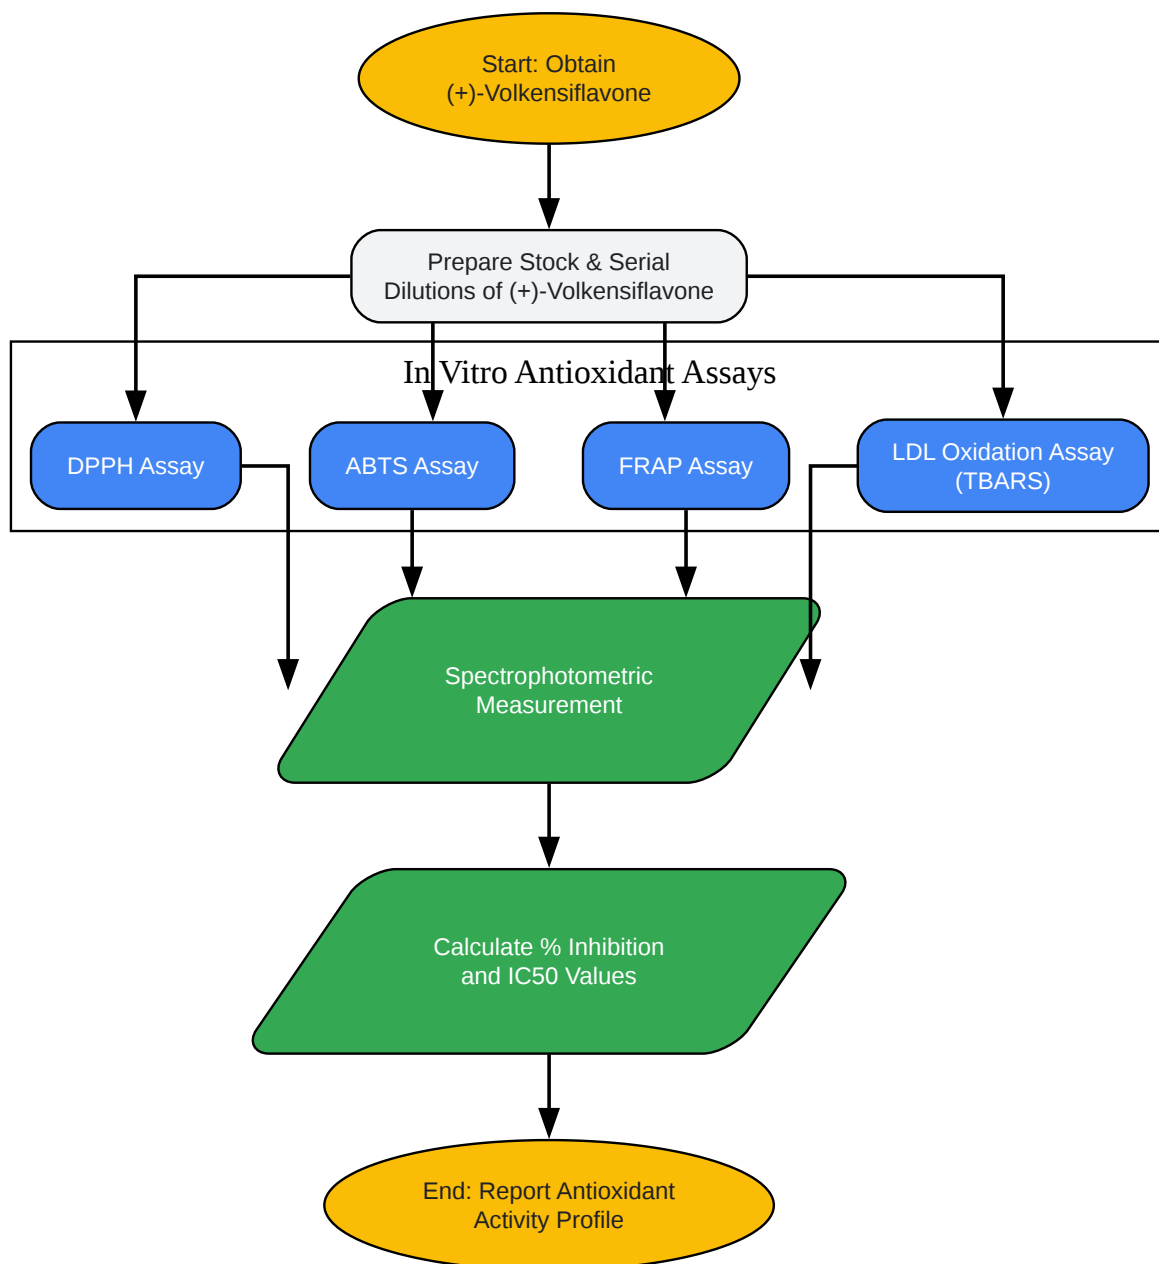 Start: Obtain
(+)-Volkensiflavone
Prepare Stock & Serial
Dilutions of (+)-Volkensiflavone
In Vitro Antioxidant Assays
DPPH Assay
ABTS Assay
FRAP Assay
LDL Oxidation Assay
(TBARS)
Spectrophotometric
Measurement
Calculate % Inhibition
and IC50 Values
End: Report Antioxidant
Activity Profile